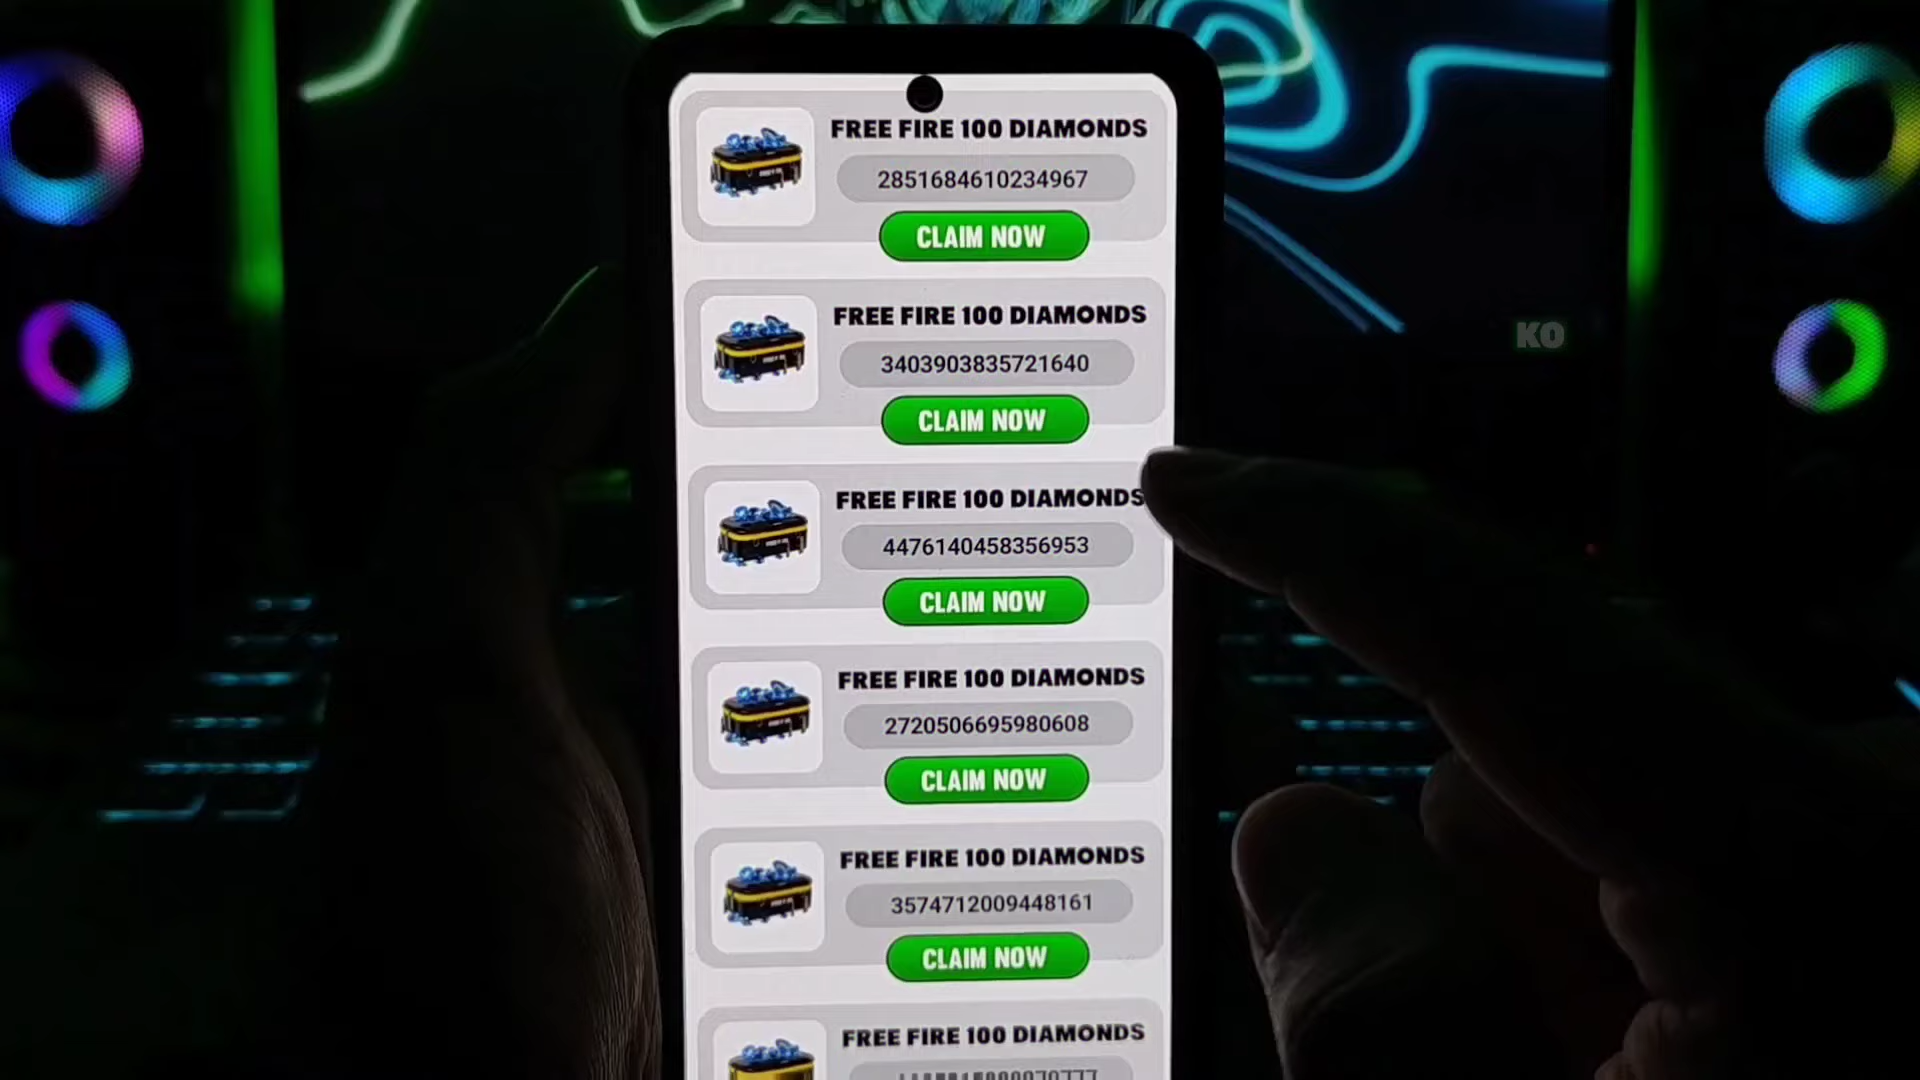 FREE FIRE 100 DIAMONDS
2851684610234967
CLAIM NOW
FREE FIRE 100 DIAMONDS
3403903835721640
CLAIM NOW
KO
FREE FIRE 100 DIAMONDS
4476140458356953
CLAIM NOW
FREE FIRE 100 DIAMONDS
2720506695980608
CLAIM NOW
FREE FIRE 100 DIAMONDS
3574712009448161
CLAIM NOW
FREE FIRE 100 DIAMONDS